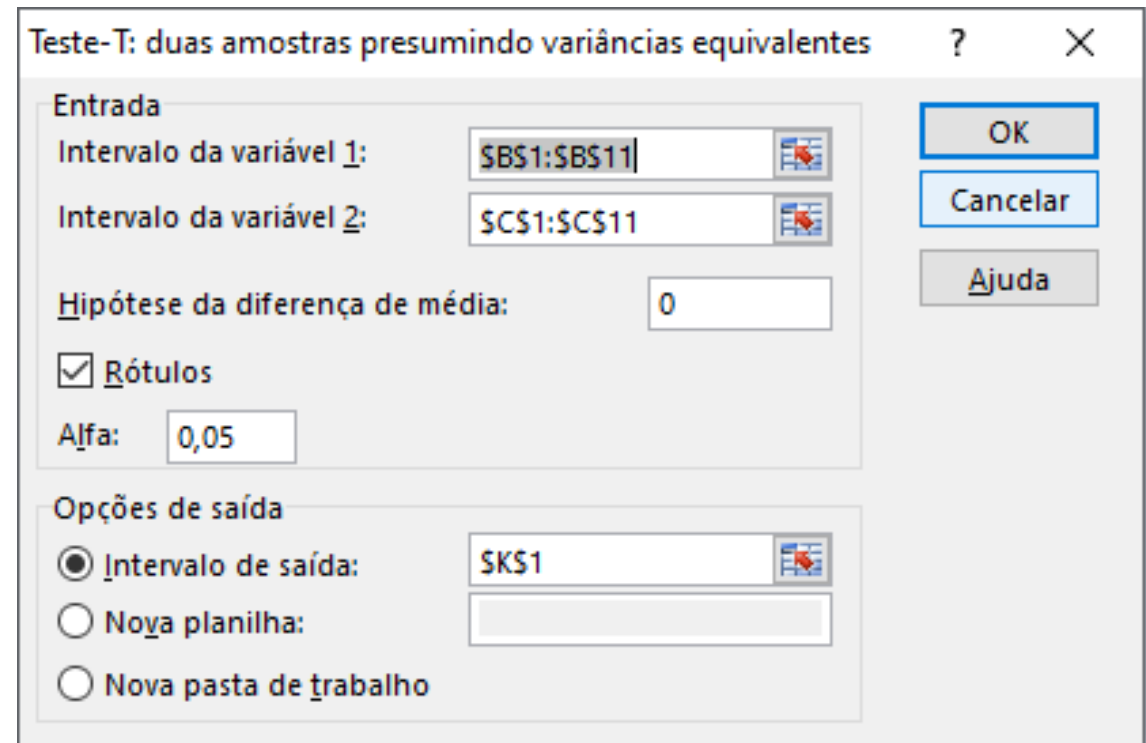 Teste-T: duas amostras presumindo variâncias equivalentes ?
Entrada
Intervalo da variável 1: $B$1:$B$11
Intervalo da variável 2: $C$1:$C$11
Hipótese da diferença de média: 0
Rótulos
Alfa: 0,05
OK
Cancelar
Ajuda
Opções de saída
Intervalo de saída: $K$1
Nova planilha:
Nova pasta de trabalho